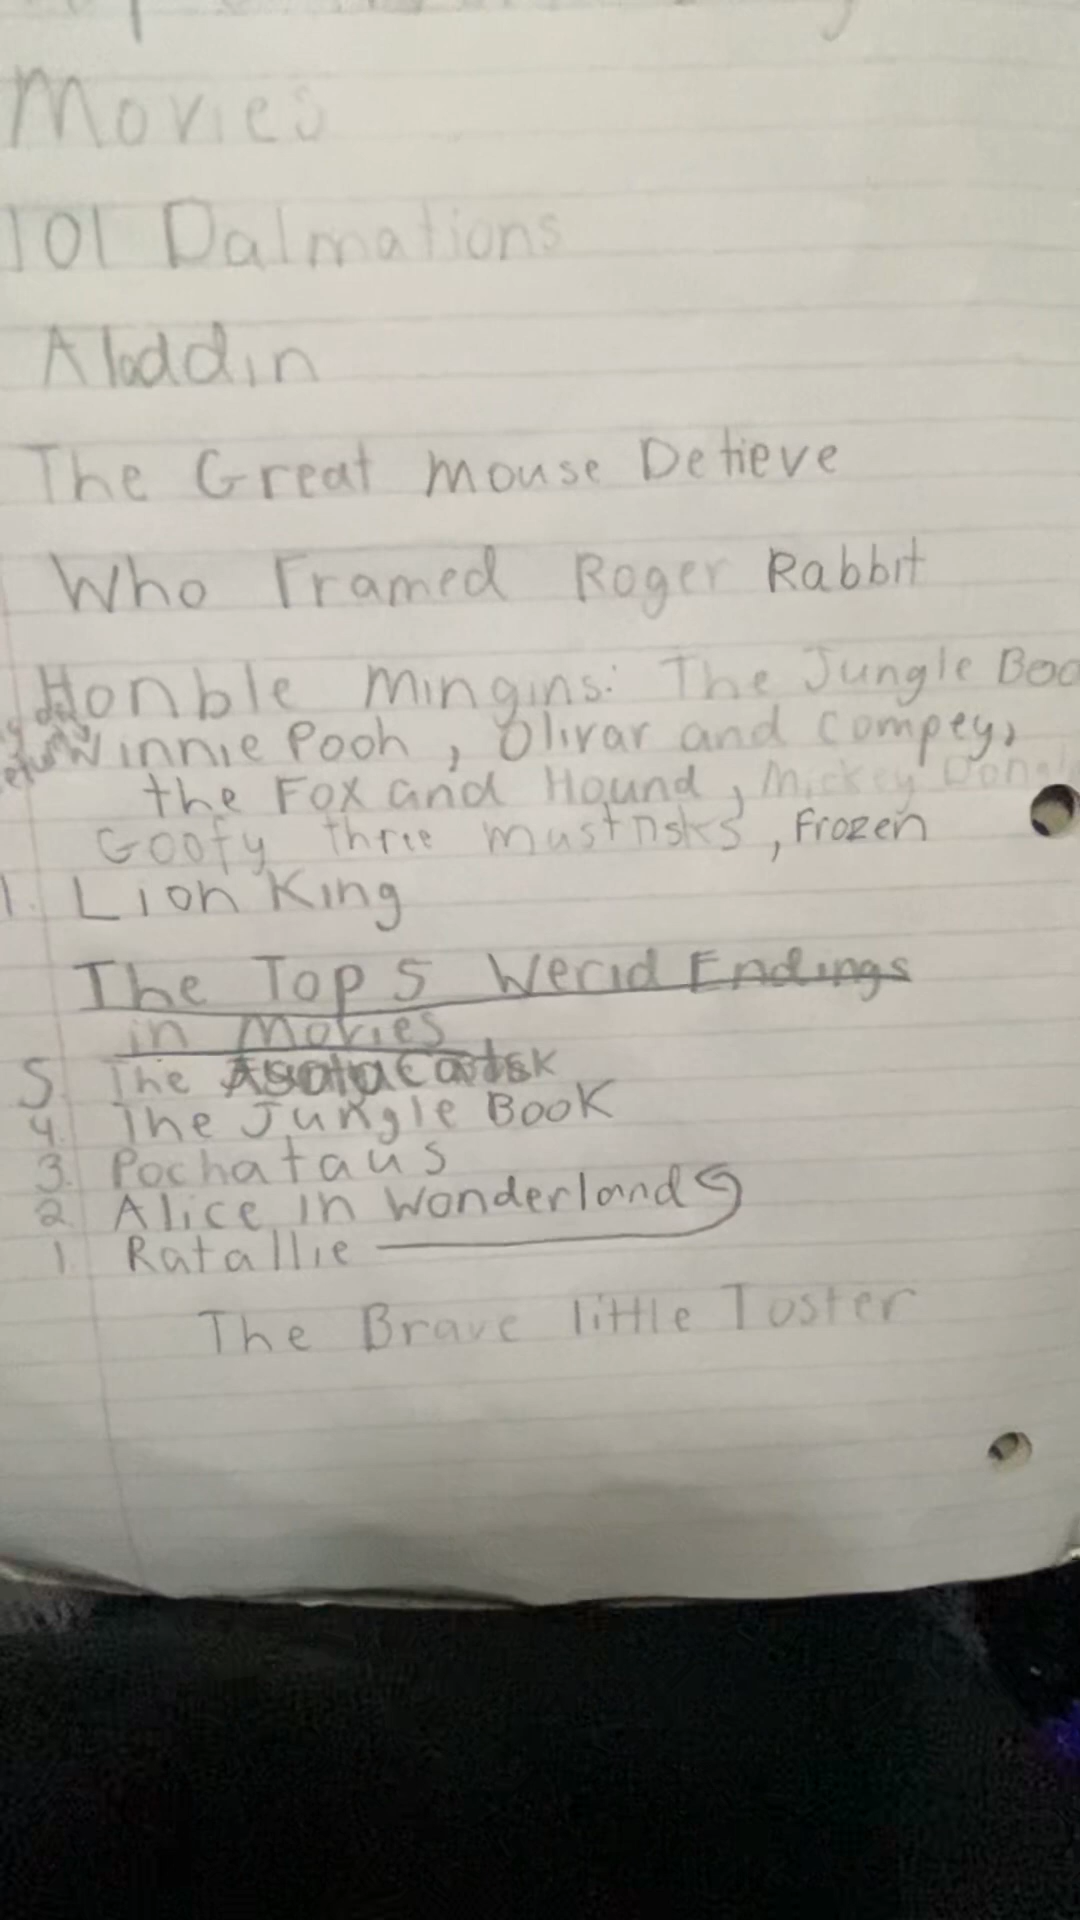 Movies
101 Dalmations
Aladdin
The Great mouse Detieve
Who Framed Roger Rabbit
Honble mingins: The Jungle Boo
Winnie Pooh, Olivar and compey,
the Fox and Hound, Mickey Dona
Goofy three, Frozen
1. Lion King
The Top 5 Werid Endings
in Movies
5. The
4. The Jungle Book
3. Pochataus
2. Alice in Wonderland
1. Ratallie
The Brave little Toster